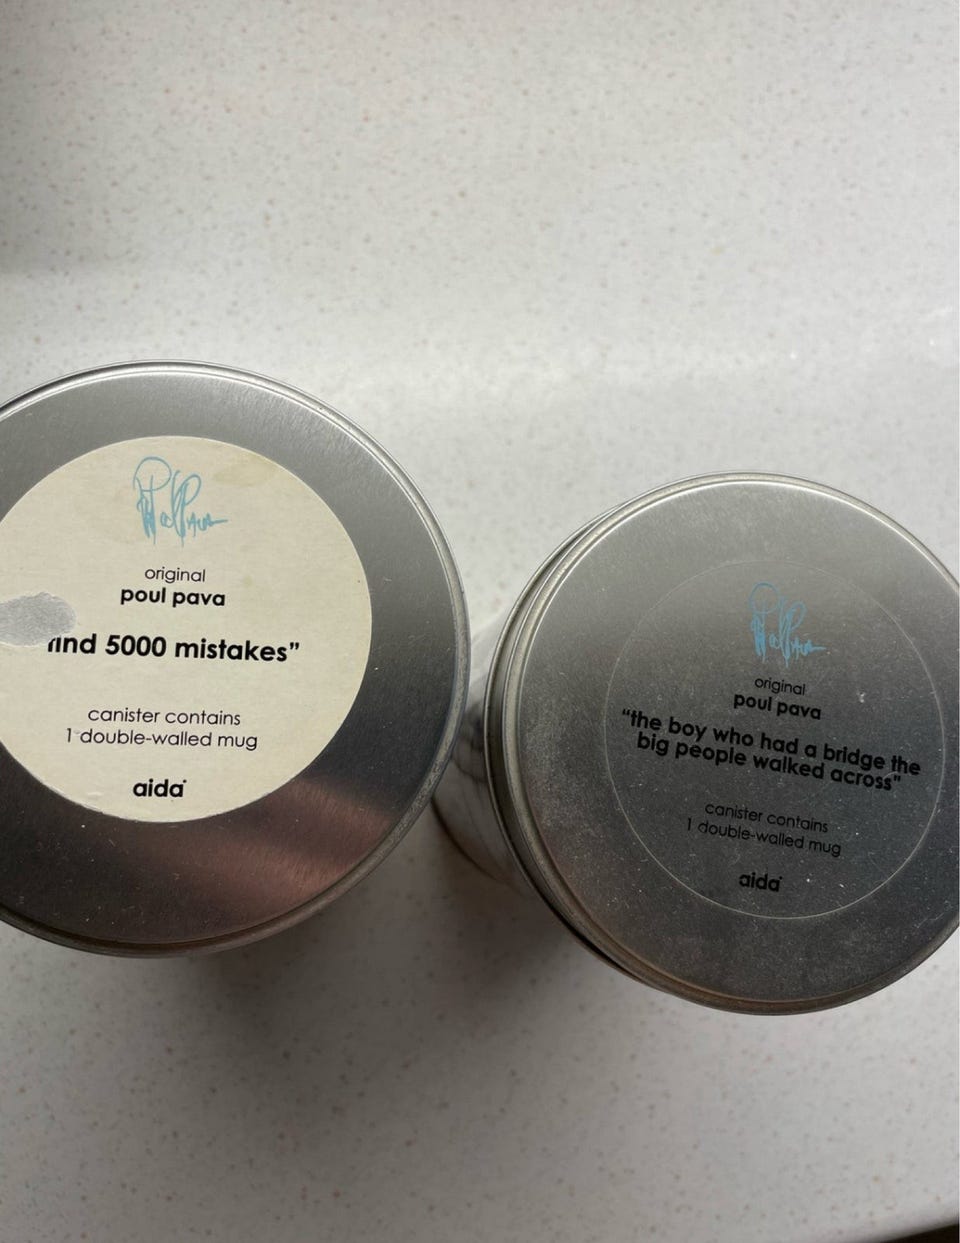 original
poul pava
find 5000 mistakes”
canister contains
1 double-walled mug
aida
original
poul pava
“the boy who had a bridge the
big people walked across”
canister contains
1 double-walled mug
aida